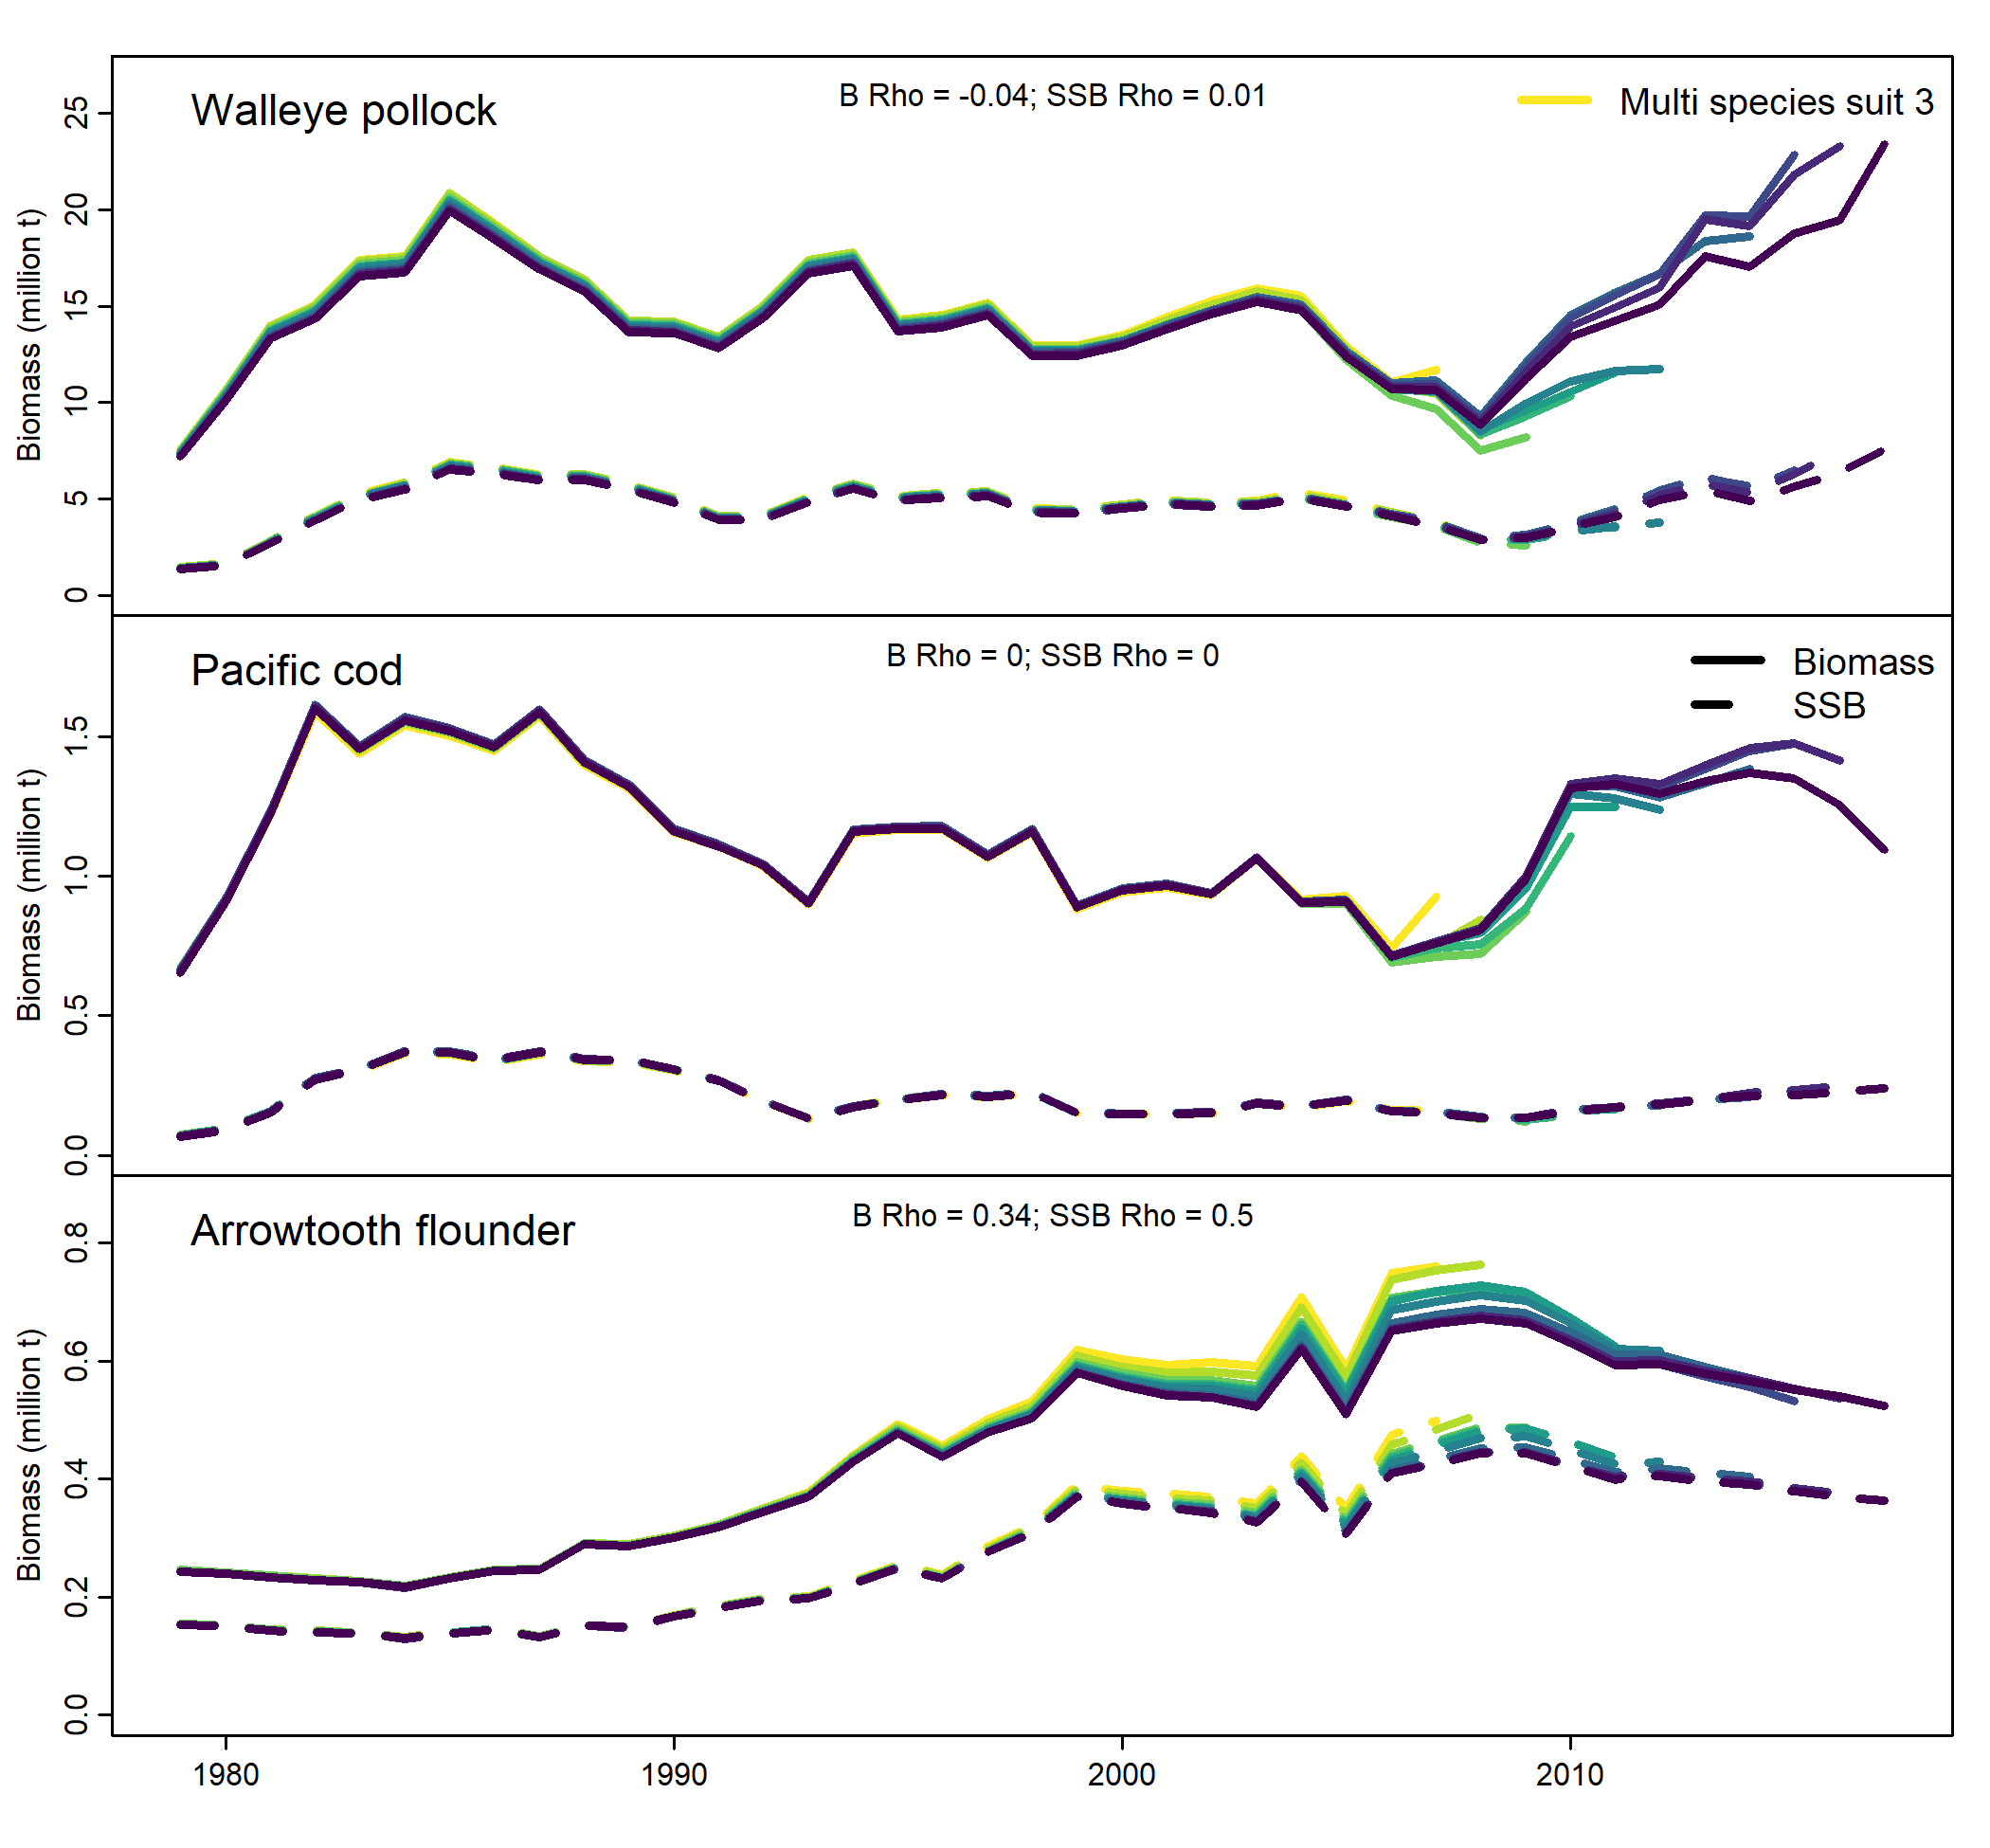 Walleye pollock
B Rho = -0.04; SSB Rho = 0.01
Multi species suit 3
Biomass (million t)
25
20
15
10
5
0
Pacific cod
B Rho = 0; SSB Rho = 0
Biomass
SSB
Biomass (million t)
1.5
1.0
0.5
0.0
Arrowtooth flounder
B Rho = 0.34; SSB Rho = 0.5
Biomass (million t)
0.8
0.6
0.4
0.2
0.0
1980 1990 2000 2010